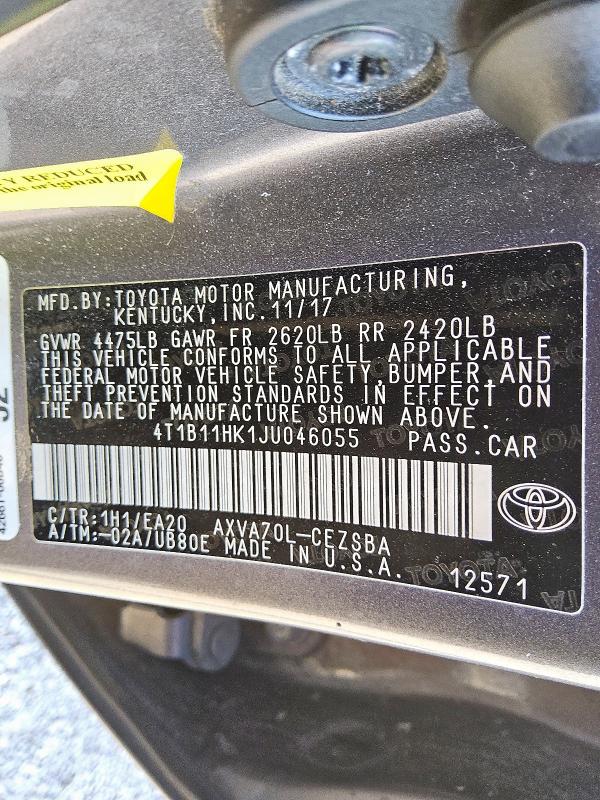 REDUCED
the original load
MFD.BY:TOYOTA MOTOR MANUFACTURING,
KENTUCKY, INC. 11/17
GVWR 4475LB GAWR FR 2620LB RR 2420LB
THIS VEHICLE CONFORMS TO ALL APPLICABLE
FEDERAL MOTOR VEHICLE SAFETY,BUMPER,AND
THEFT PREVENTION STANDARDS IN EFFECT ON
THE DATE OF MANUFACTURE SHOWN ABOVE.
4T1B11HK1JU046055 PASS.CAR
C/TR:1H1/EA20 AXVA70L-CEZSBA
A/TM:-02A/UB80E MADE IN U.S.A. 12571